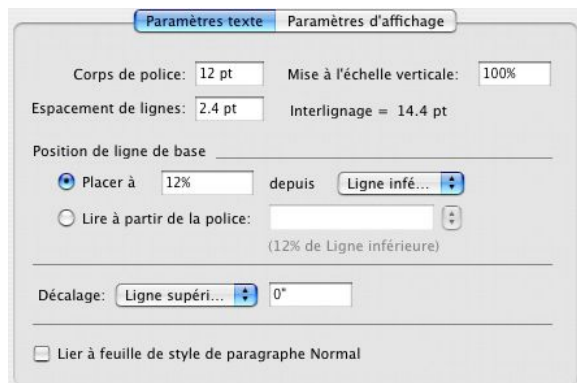 Paramètres texte Paramètres d'affichage
Corps de police: 12 pt Mise à l'échelle verticale: 100%
Espacement de lignes: 2.4 pt Interlignage = 14.4 pt
Position de ligne de base
Placer à 12% depuis Ligne infé...
Lire à partir de la police:
(12% de Ligne inférieure)
Décalage: Ligne supéri... 0"
Lier à feuille de style de paragraphe Normal